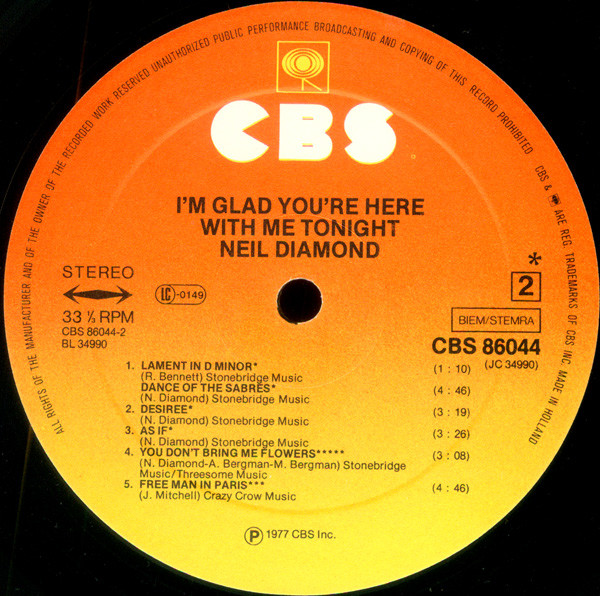 ALL RIGHTS OF THE MANUFACTURER AND OF THE OWNER OF THE RECORDED WORK RESERVED UNAUTHORIZED PUBLIC PERFORMANCE BROADCASTING AND COPYING OF THIS RECORD PROHIBITED
CBS & ARE REG. TRADEMARKS OF CBS INC. MADE IN HOLLAND
CBS
I'M GLAD YOU'RE HERE
WITH ME TONIGHT
NEIL DIAMOND
STEREO
33 ⅓ RPM
CBS 86044-2
BL 34990
LC-0149
*
2
BIEM/STEMRA
CBS 86044
(JC 34990)
1. LAMENT IN D MINOR* (1 : 10)
(R. Bennett) Stonebridge Music
DANCE OF THE SABRES* (4 : 46)
(N. Diamond) Stonebridge Music
2. DESIREE* (3 : 19)
(N. Diamond) Stonebridge Music
3. AS IF* (3 : 26)
(N. Diamond) Stonebridge Music
4. YOU DON'T BRING ME FLOWERS***** (3 : 08)
(N. Diamond-A. Bergman-M. Bergman) Stonebridge
Music/Threesome Music
5. FREE MAN IN PARIS*** (4 : 46)
(J. Mitchell) Crazy Crow Music
Ⓟ 1977 CBS Inc.